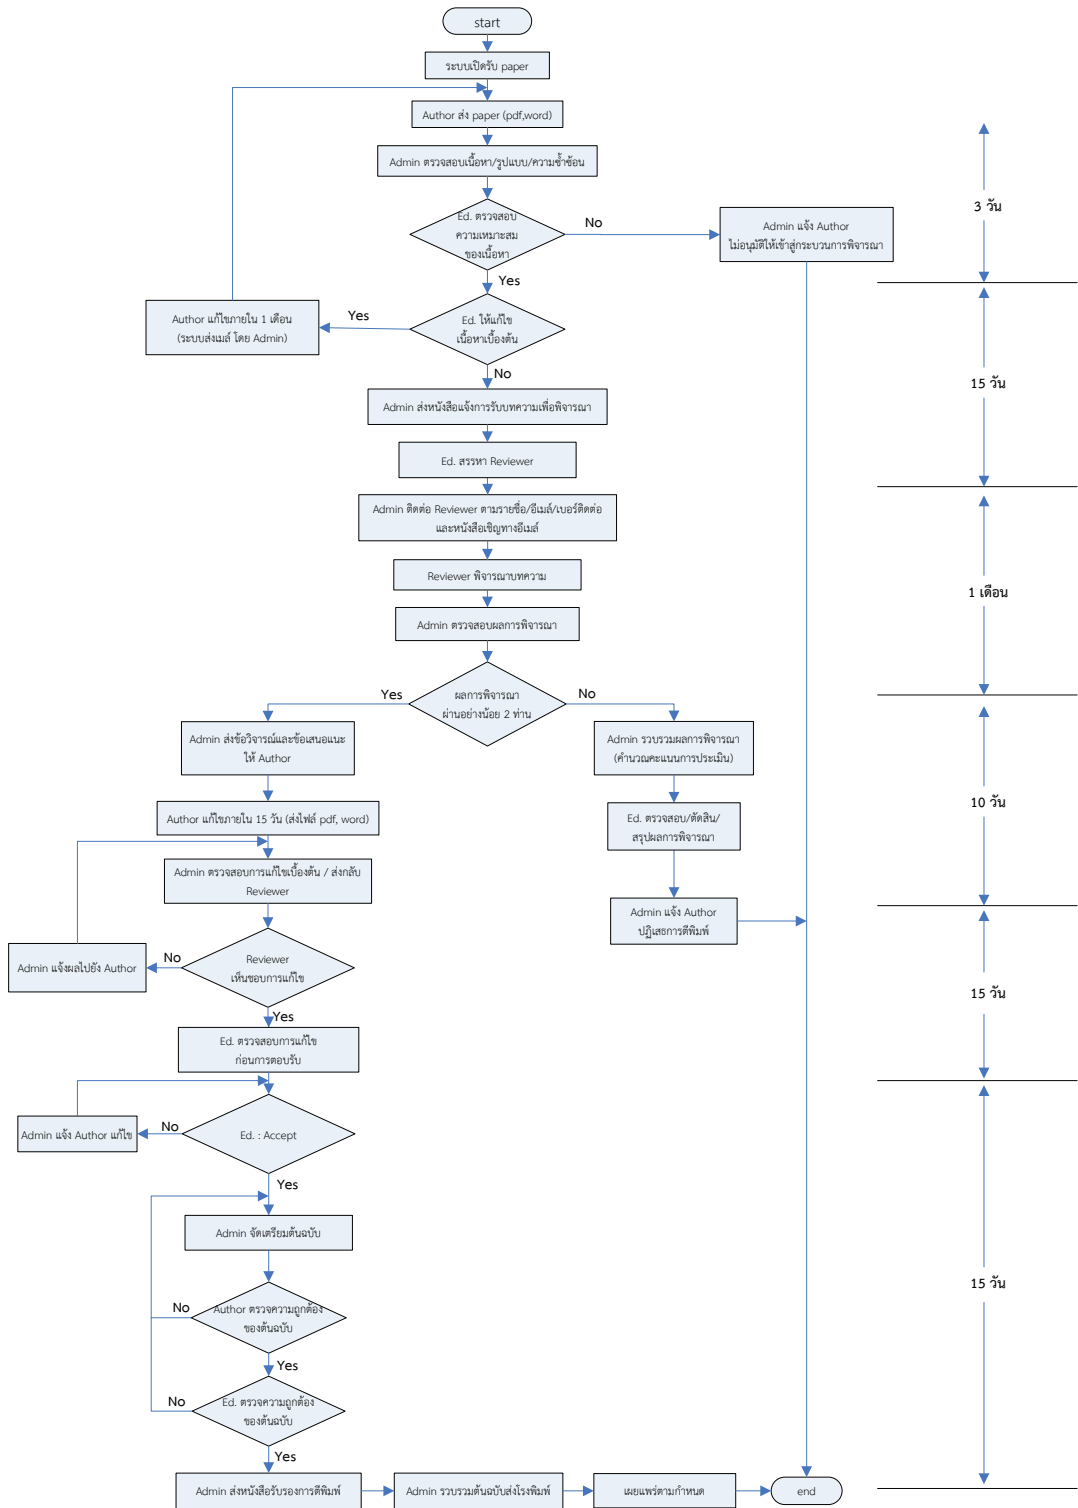 start
ระบบเปิดรับ paper
Author ส่ง paper (pdf,word)
Admin ตรวจสอบเนื้อหา/รูปแบบ/ความซ้ำซ้อน
3 วัน
Ed. ตรวจสอบ
ความเหมาะสม
ของเนื้อหา
No
Admin แจ้ง Author
ไม่อนุมัติให้เข้าสู่กระบวนการพิจารณา
Yes
Author แก้ไขภายใน 1 เดือน
(ระบบส่งเมล์ โดย Admin)
Yes
Ed. ให้แก้ไข
เนื้อหาเบื้องต้น
No
15 วัน
Admin ส่งหนังสือแจ้งการรับบทความเพื่อพิจารณา
Ed. สรรหา Reviewer
Admin ติดต่อ Reviewer ตามรายชื่อ/อีเมล์/เบอร์ติดต่อ
และหนังสือเชิญทางอีเมล์
Reviewer พิจารณาบทความ
1 เดือน
Admin ตรวจสอบผลการพิจารณา
Yes
ผลการพิจารณา
ผ่านอย่างน้อย 2 ท่าน
No
Admin ส่งข้อวิจารณ์และข้อเสนอแนะ
ให้ Author
Admin รวบรวมผลการพิจารณา
(คำนวณคะแนนการประเมิน)
10 วัน
Author แก้ไขภายใน 15 วัน (ส่งไฟล์ pdf, word)
Ed. ตรวจสอบ/ตัดสิน/
สรุปผลการพิจารณา
Admin ตรวจสอบการแก้ไขเบื้องต้น / ส่งกลับ
Reviewer
Admin แจ้ง Author
ปฏิเสธการตีพิมพ์
Admin แจ้งผลไปยัง Author
No
Reviewer
เห็นชอบการแก้ไข
15 วัน
Yes
Ed. ตรวจสอบการแก้ไข
ก่อนการตอบรับ
Admin แจ้ง Author แก้ไข
No
Ed. : Accept
Yes
Admin จัดเตรียมต้นฉบับ
15 วัน
No
Author ตรวจความถูกต้อง
ของต้นฉบับ
Yes
No
Ed. ตรวจความถูกต้อง
ของต้นฉบับ
Yes
Admin ส่งหนังสือรับรองการตีพิมพ์
Admin รวบรวมต้นฉบับส่งโรงพิมพ์
เผยแพร่ตามกำหนด
end